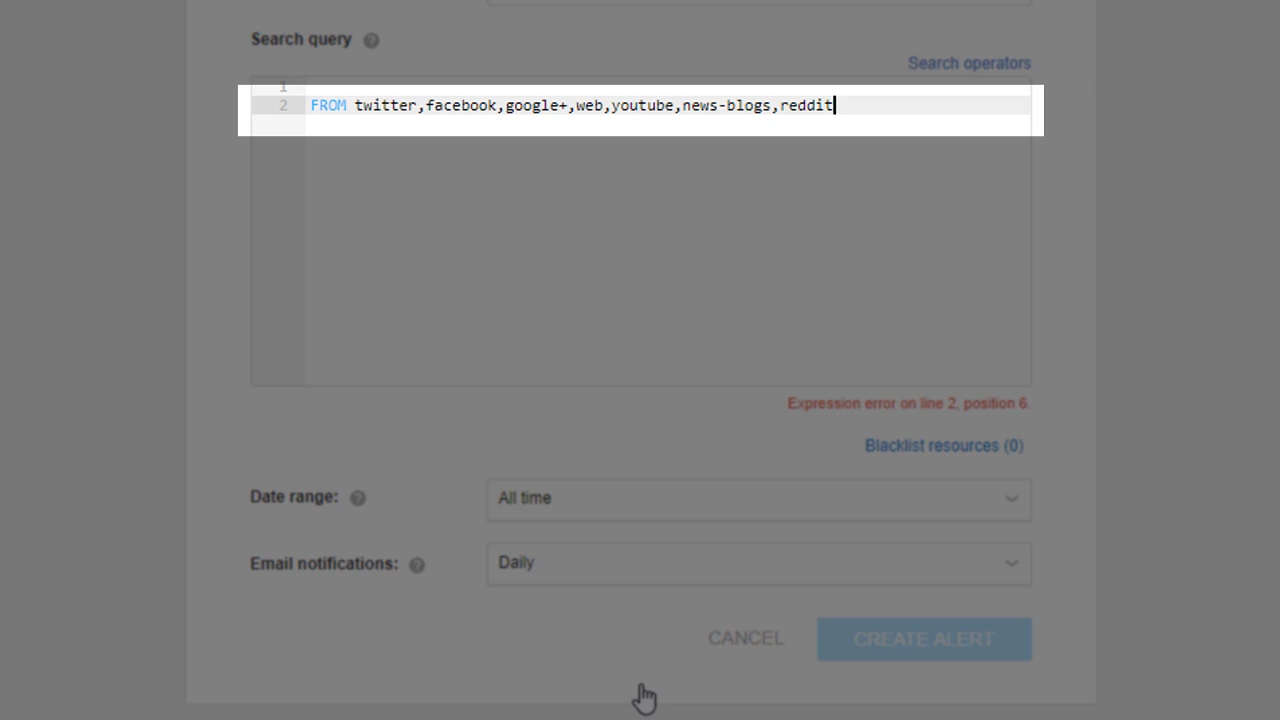 Search query
Search operators
1
2 FROM twitter,facebook,google+,web,youtube,news-blogs,reddit
Expression error on line 2, position 6.
Blacklist resources (0)
Date range:
All time
Email notifications:
Daily
CANCEL
CREATE ALERT